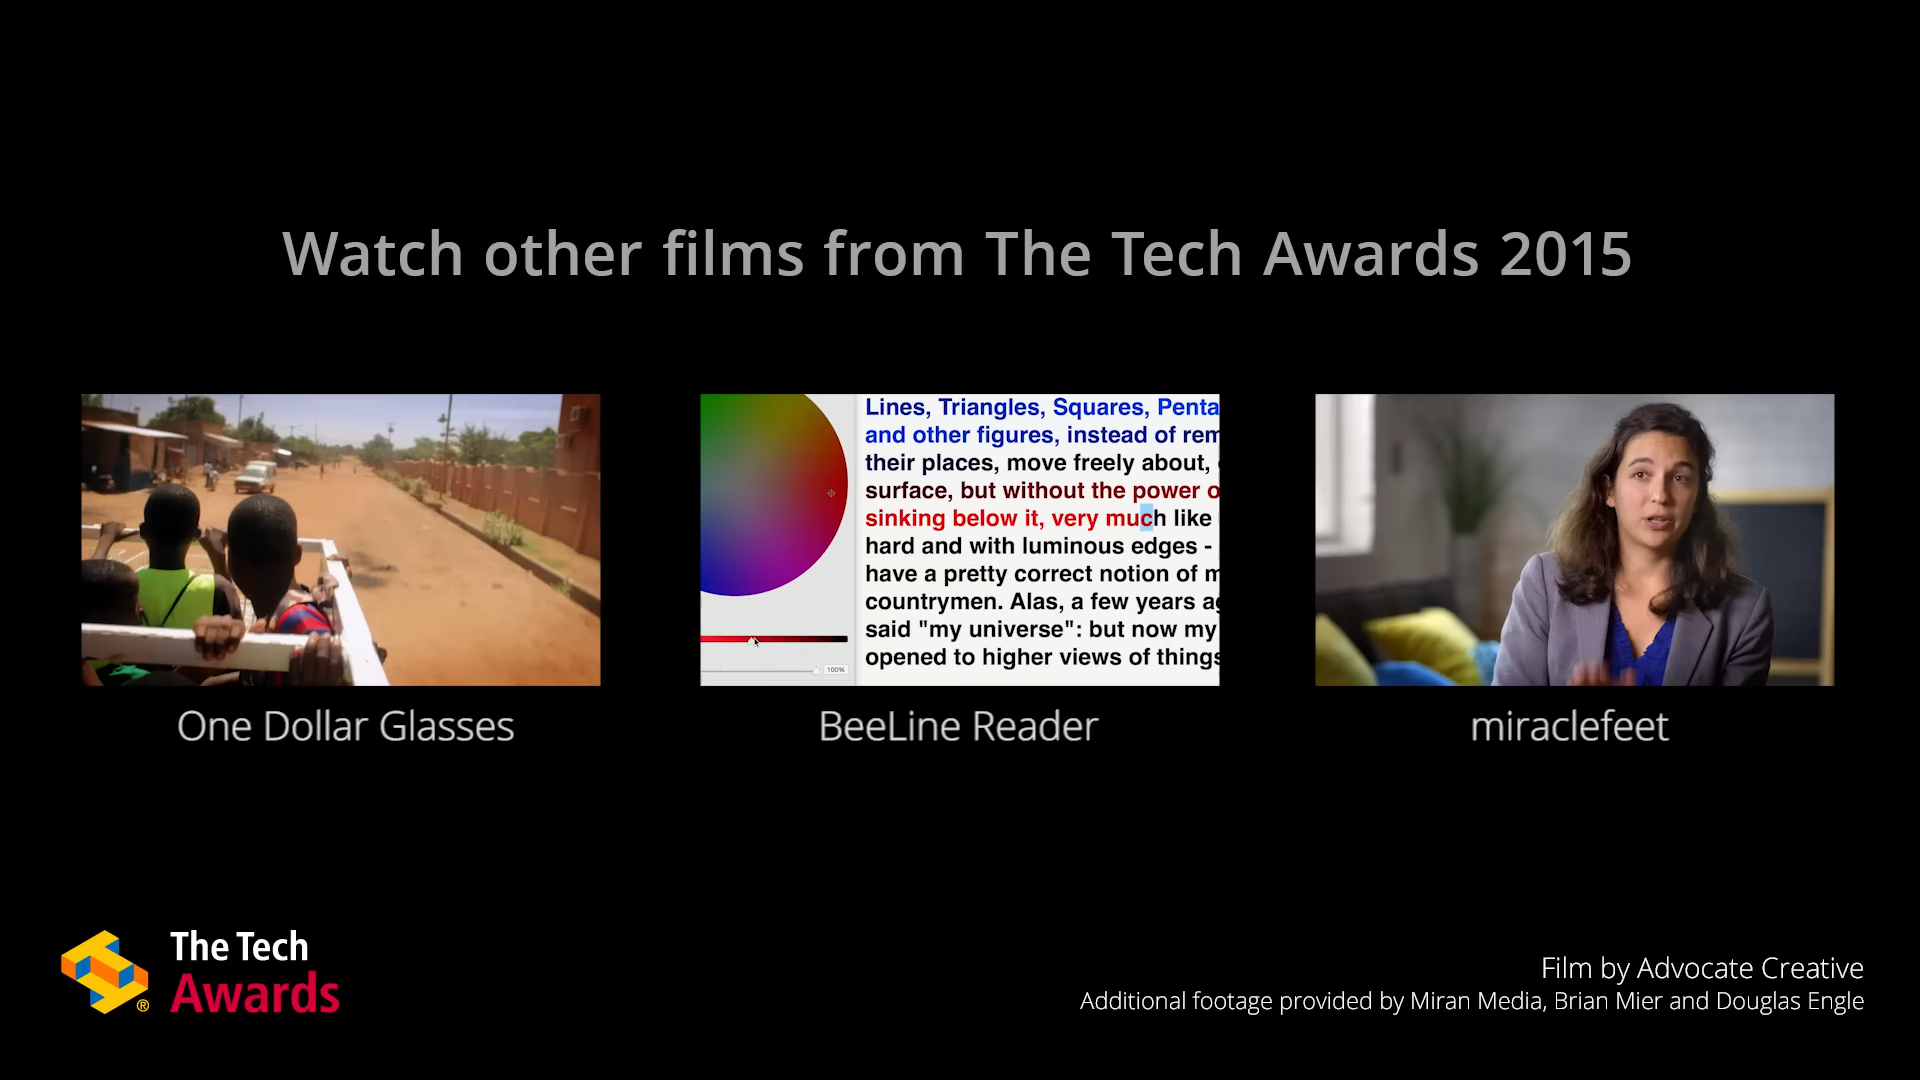 Watch other films from The Tech Awards 2015
Lines, Triangles, Squares, Penta
and other figures, instead of rem
their places, move freely about,
surface, but without the power o
sinking below it, very much like
hard and with luminous edges -
have a pretty correct notion of m
countrymen. Alas, a few years ag
said "my universe": but now my
opened to higher views of things
100%
One Dollar Glasses
BeeLine Reader
miraclefeet
The Tech
Awards
®
Film by Advocate Creative
Additional footage provided by Miran Media, Brian Mier and Douglas Engle